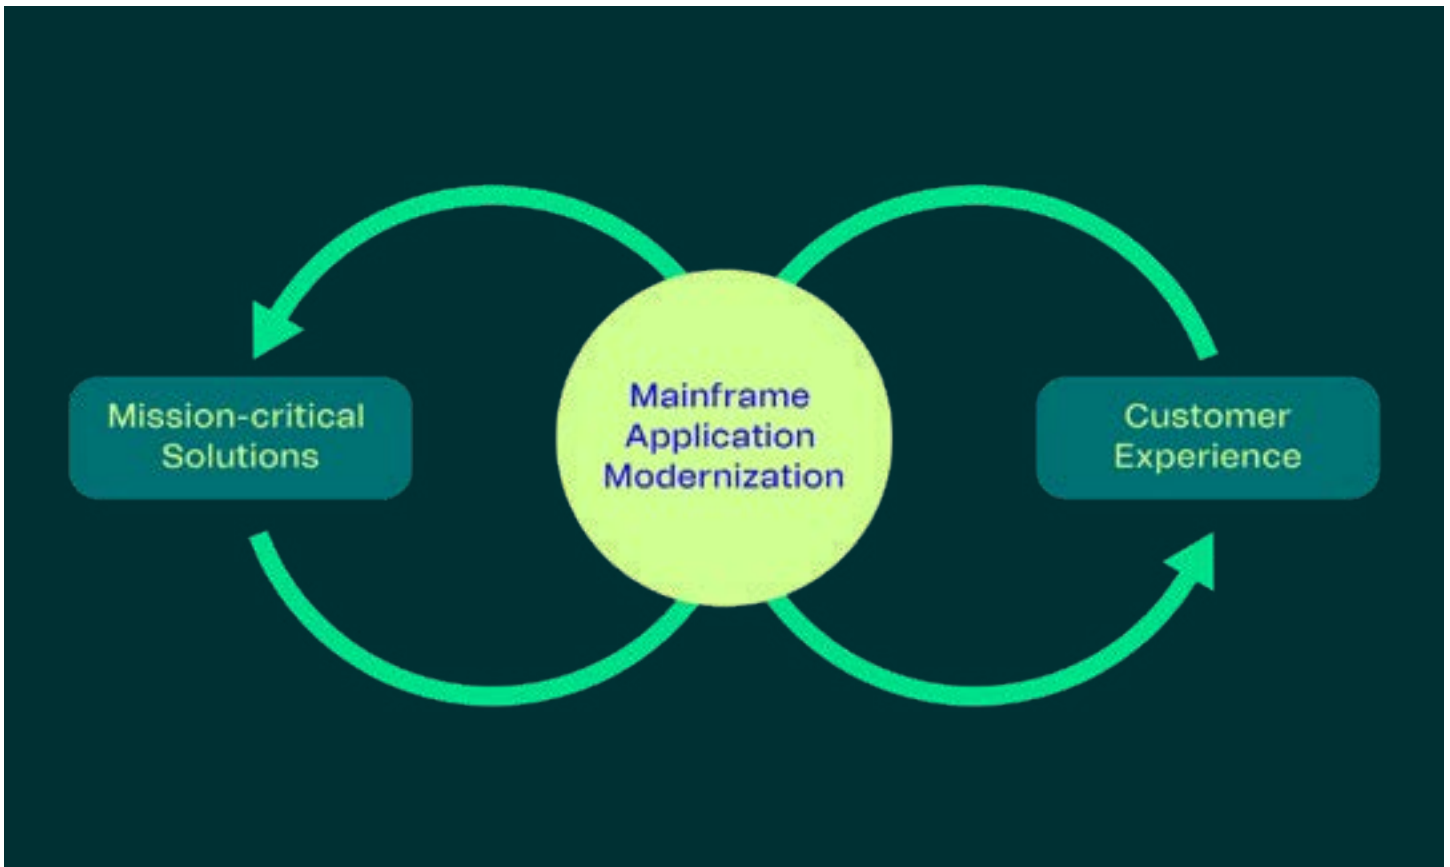 Mission-critical
Solutions
Mainframe
Application
Modernization
Customer
Experience